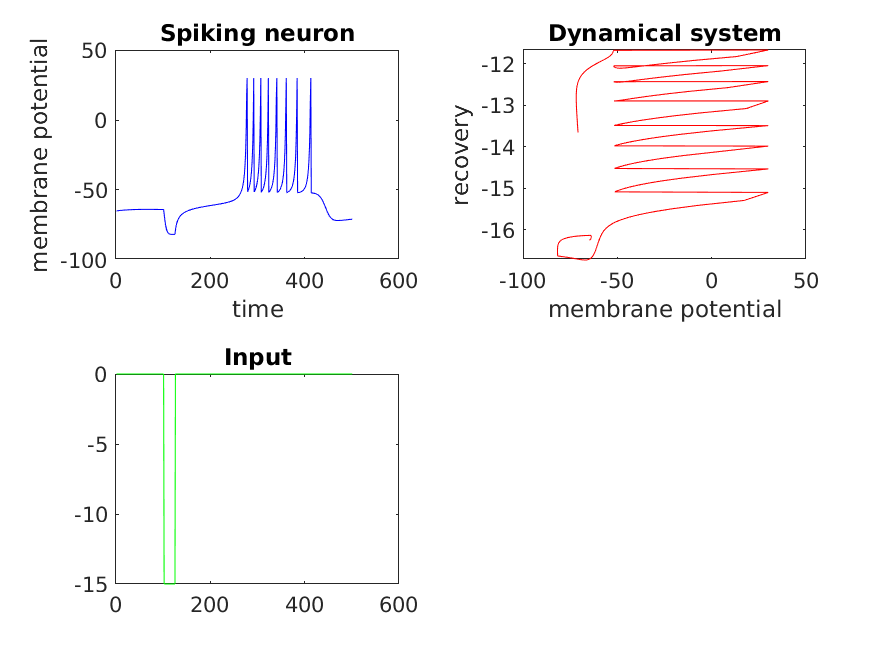 Spiking neuron
50
0
-50
-100
membrane potential
0 200 400 600
time
Dynamical system
-12
-13
-14
-15
-16
recovery
-100 -50 0 50
membrane potential
Input
0
-5
-10
-15
0 200 400 600